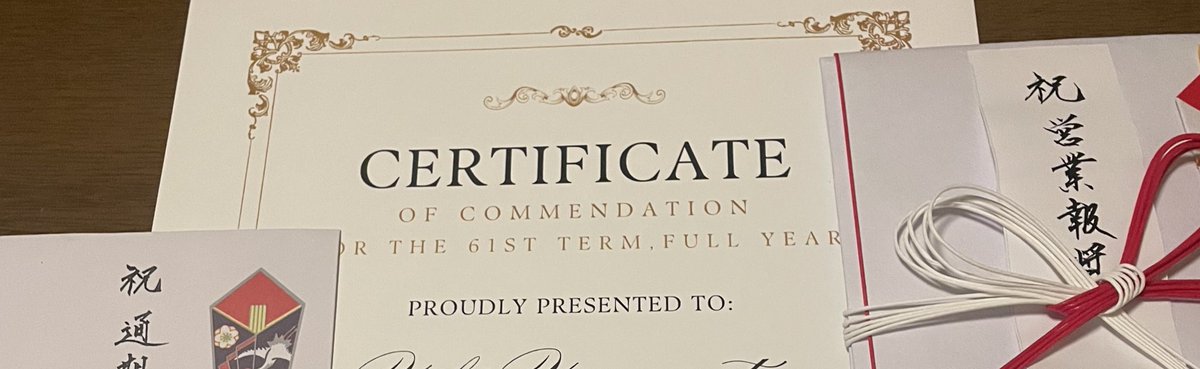 CERTIFICATE
OF COMMENDATION
OR THE 61ST TERM, FULL YEAR
PROUDLY PRESENTED TO:
祝
通
祝
営
業
報